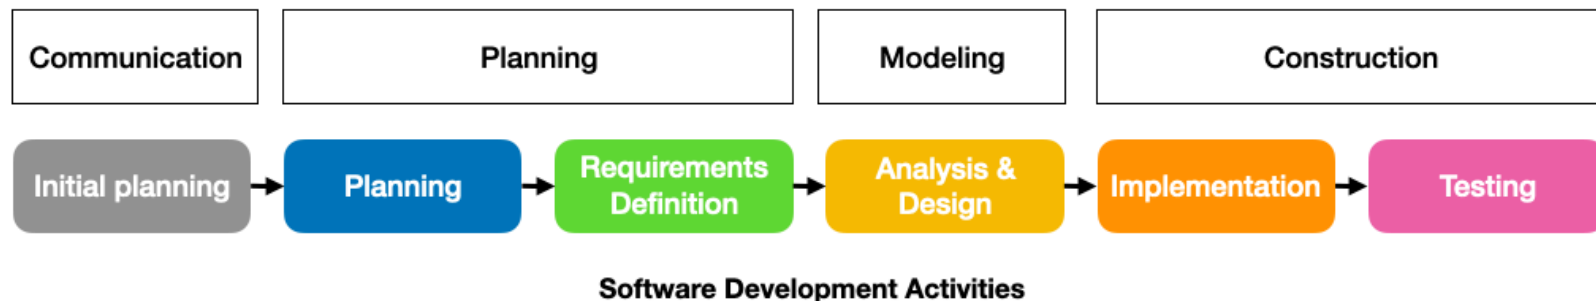 Communication
Planning
Modeling
Construction
Initial planning
Planning
Requirements
Definition
Analysis &
Design
Implementation
Testing
Software Development Activities